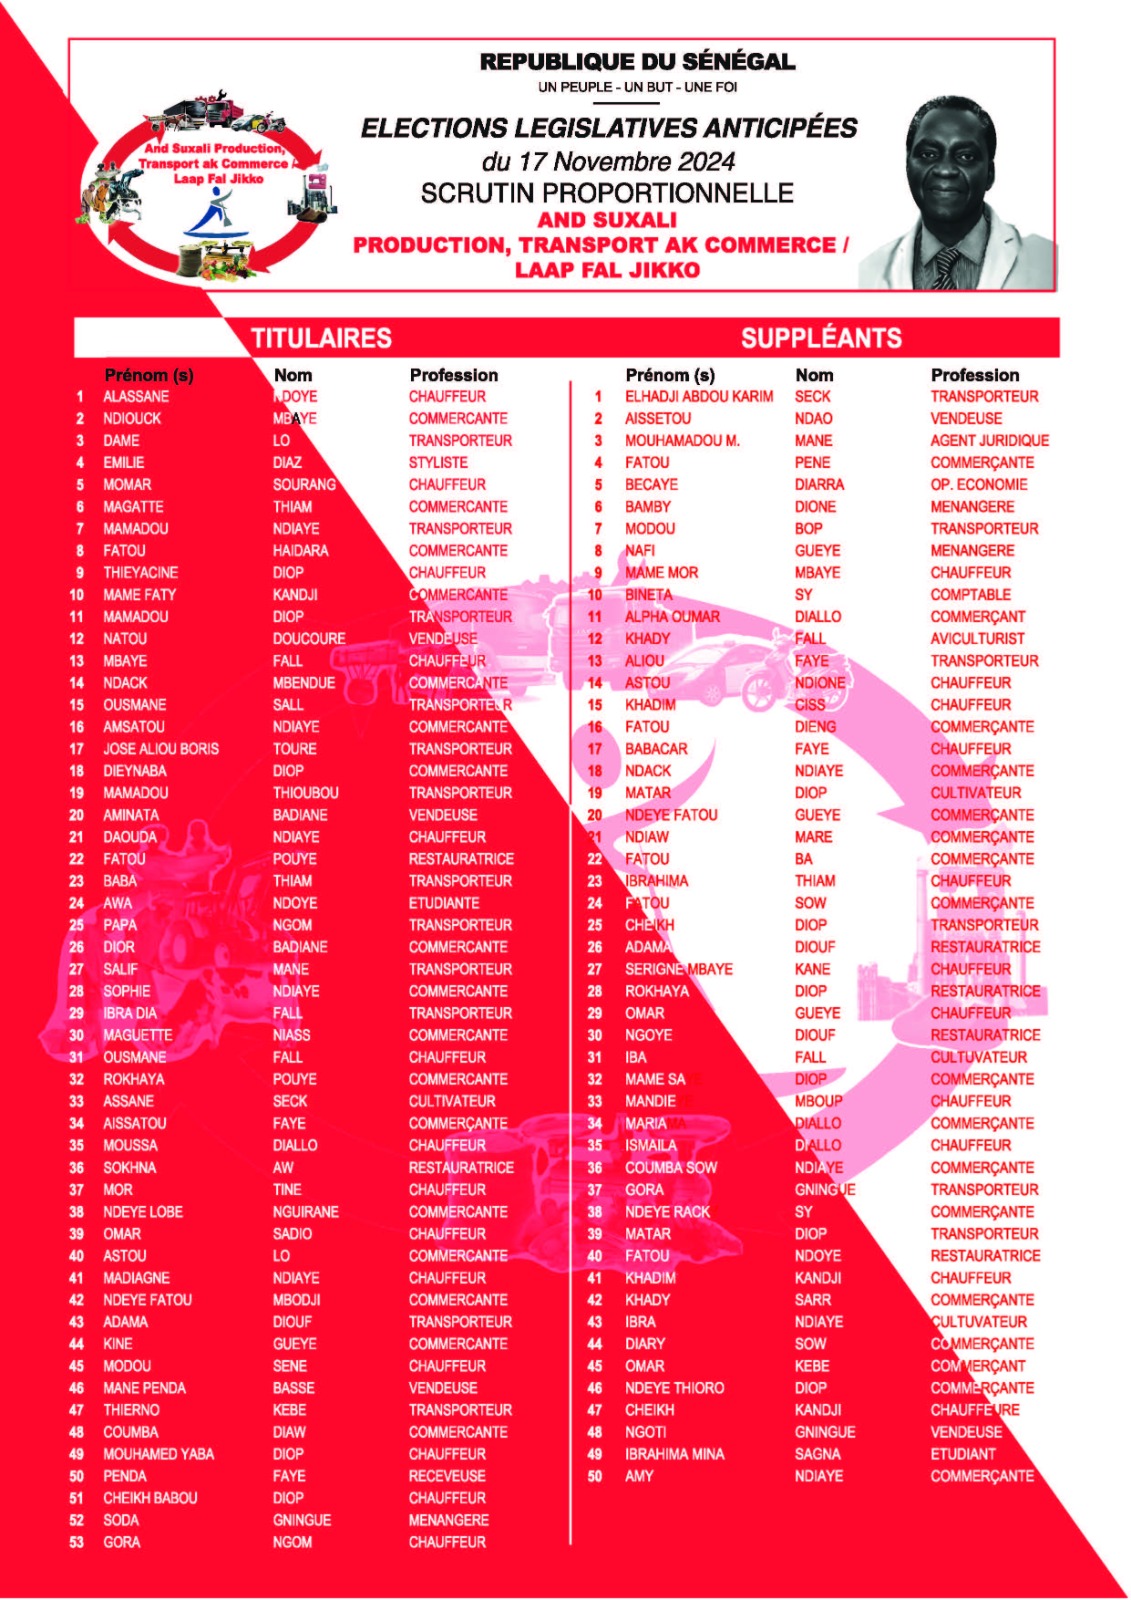 REPUBLIQUE DU SÉNÉGAL
UN PEUPLE - UN BUT - UNE FOI
ELECTIONS LEGISLATIVES ANTICIPÉES
du 17 Novembre 2024
SCRUTIN PROPORTIONNELLE
AND SUXALI
PRODUCTION, TRANSPORT AK COMMERCE /
LAAP FAL JIKKO
And Suxali Production,
Transport ak Commerce /
Laap Fal Jikko
TITULAIRES
Prénom (s) Nom Profession
1 ALASSANE NDOYE CHAUFFEUR
2 NDIOUCK MBAYE COMMERCANTE
3 DAME LO TRANSPORTEUR
4 EMILIE DIAZ STYLISTE
5 MOMAR SOURANG CHAUFFEUR
6 MAGATTE THIAM COMMERCANTE
7 MAMADOU NDIAYE TRANSPORTEUR
8 FATOU HAIDARA COMMERCANTE
9 THIEYACINE DIOP CHAUFFEUR
10 MAME FATY KANDJI COMMERCANTE
11 MAMADOU DIOP TRANSPORTEUR
12 NATOU DOUCOURE VENDEUSE
13 MBAYE FALL CHAUFFEUR
14 NDACK MBENDUE COMMERCANTE
15 OUSMANE SALL TRANSPORTEUR
16 AMSATOU NDIAYE COMMERCANTE
17 JOSE ALIOU BORIS TOURE TRANSPORTEUR
18 DIEYNABA DIOP COMMERCANTE
19 MAMADOU THIOUBOU TRANSPORTEUR
20 AMINATA BADIANE VENDEUSE
21 DAOUDA NDIAYE CHAUFFEUR
22 FATOU POUYE RESTAURATRICE
23 BABA THIAM TRANSPORTEUR
24 AWA NDOYE ETUDIANTE
25 PAPA NGOM TRANSPORTEUR
26 DIOR BADIANE COMMERCANTE
27 SALIF MANE TRANSPORTEUR
28 SOPHIE NDIAYE COMMERCANTE
29 IBRA DIA FALL TRANSPORTEUR
30 MAGUETTE NIASS COMMERCANTE
31 OUSMANE FALL CHAUFFEUR
32 ROKHAYA POUYE COMMERCANTE
33 ASSANE SECK CULTIVATEUR
34 AISSATOU FAYE COMMERÇANTE
35 MOUSSA DIALLO CHAUFFEUR
36 SOKHNA AW RESTAURATRICE
37 MOR TINE CHAUFFEUR
38 NDEYE LOBE NGUIRANE COMMERCANTE
39 OMAR SADIO CHAUFFEUR
40 ASTOU LO COMMERCANTE
41 MADIAGNE NDIAYE CHAUFFEUR
42 NDEYE FATOU MBODJI COMMERCANTE
43 ADAMA DIOUF TRANSPORTEUR
44 KINE GUEYE COMMERCANTE
45 MODOU SENE CHAUFFEUR
46 MANE PENDA BASSE VENDEUSE
47 THIERNO KEBE TRANSPORTEUR
48 COUMBA DIAW COMMERCANTE
49 MOUHAMED YABA DIOP CHAUFFEUR
50 PENDA FAYE RECEVEUSE
51 CHEIKH BABOU DIOP CHAUFFEUR
52 SODA GNINGUE MENANGERE
53 GORA NGOM CHAUFFEUR
SUPPLÉANTS
Prénom (s) Nom Profession
1 ELHADJI ABDOU KARIM SECK TRANSPORTEUR
2 AISSETOU NDAO VENDEUSE
3 MOUHAMADOU M. MANE AGENT JURIDIQUE
4 FATOU PENE COMMERÇANTE
5 BECAYE DIARRA OP. ECONOMIE
6 BAMBY DIONE MENANGERE
7 MODOU BOP TRANSPORTEUR
8 NAFI GUEYE MENANGERE
9 MAME MOR MBAYE CHAUFFEUR
10 BINETA SY COMPTABLE
11 ALPHA OUMAR DIALLO COMMERÇANT
12 KHADY FALL AVICULTURIST
13 ALIOU FAYE TRANSPORTEUR
14 ASTOU NDIONE CHAUFFEUR
15 KHADIM CISS CHAUFFEUR
16 FATOU DIENG COMMERÇANTE
17 BABACAR FAYE CHAUFFEUR
18 NDACK NDIAYE COMMERÇANTE
19 MATAR DIOP CULTIVATEUR
20 NDEYE FATOU GUEYE COMMERÇANTE
21 NDIAW MARE COMMERÇANTE
22 FATOU BA COMMERÇANTE
23 IBRAHIMA THIAM CHAUFFEUR
24 FATOU SOW COMMERÇANTE
25 CHEIKH DIOP TRANSPORTEUR
26 ADAMA DIOUF RESTAURATRICE
27 SERIGNE MBAYE KANE CHAUFFEUR
28 ROKHAYA DIOP RESTAURATRICE
29 OMAR GUEYE CHAUFFEUR
30 NGOYE DIOUF RESTAURATRICE
31 IBA FALL CULTUVATEUR
32 MAME SAYE DIOP COMMERÇANTE
33 MANDIEE MBOUP CHAUFFEUR
34 MARIAMA DIALLO COMMERÇANTE
35 ISMAILA DIALLO CHAUFFEUR
36 COUMBA SOW NDIAYE COMMERÇANTE
37 GORA GNINGUE TRANSPORTEUR
38 NDEYE RACK SY COMMERÇANTE
39 MATAR DIOP TRANSPORTEUR
40 FATOU NDOYE RESTAURATRICE
41 KHADIM KANDJI CHAUFFEUR
42 KHADY SARR COMMERÇANTE
43 IBRA NDIAYE CULTUVATEUR
44 DIARY SOW COMMERÇANTE
45 OMAR KEBE COMMERÇANT
46 NDEYE THIORO DIOP COMMERÇANTE
47 CHEIKH KANDJI CHAUFFEURE
48 NGOTI GNINGUE VENDEUSE
49 IBRAHIMA MINA SAGNA ETUDIANT
50 AMY NDIAYE COMMERÇANTE